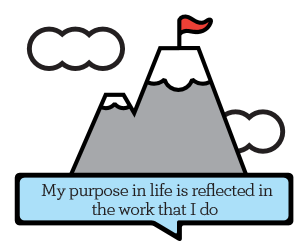 My purpose in life is reflected in
the work that I do